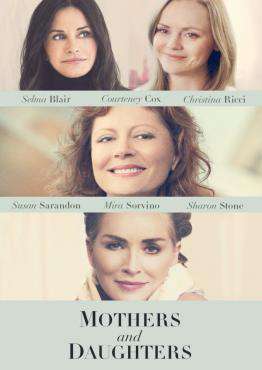 Selma Blair Courteney Cox Christina Ricci
Susan Sarandon Mira Sorvino Sharon Stone
MOTHERS
and
DAUGHTERS